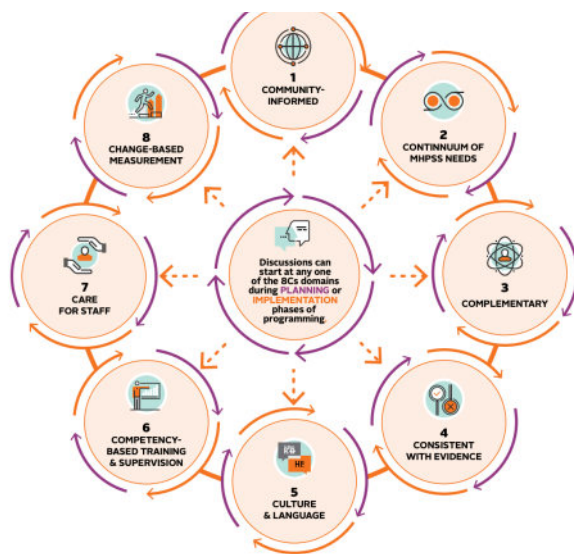 1
COMMUNITY-
INFORMED
2
CONTINUUM OF
MHPSS NEEDS
3
COMPLEMENTARY
4
CONSISTENT
WITH EVIDENCE
5
CULTURE
& LANGUAGE
6
COMPETENCY-
BASED TRAINING
& SUPERVISION
7
CARE
FOR STAFF
8
CHANGE-BASED
MEASUREMENT
Discussions can
start at any one
of the 8Cs domains
during PLANNING or
IMPLEMENTATION
phases of
programming.